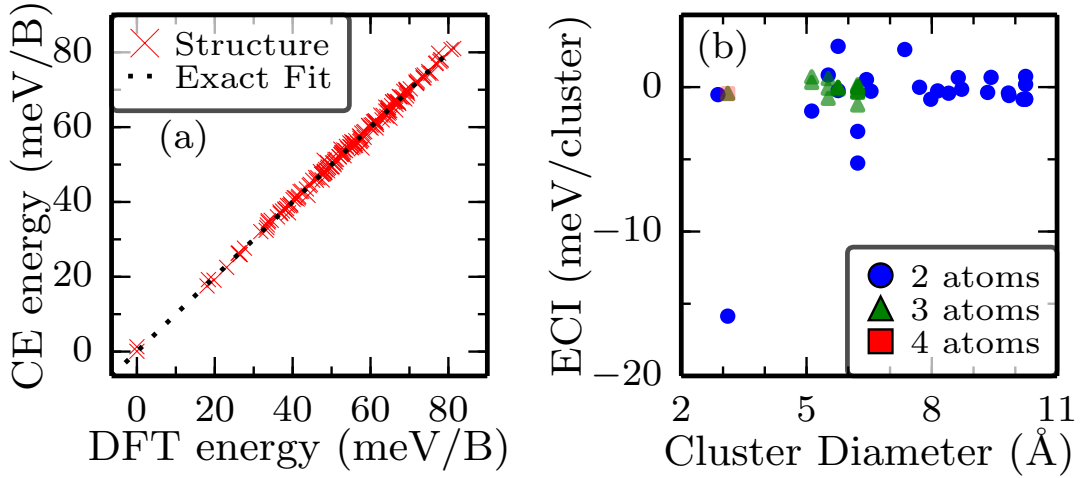 Structure
Exact Fit
(a)
80
60
40
20
0
CE energy (meV/B)
0 20 40 60 80
DFT energy (meV/B)
(b)
0
−10
−20
ECI (meV/cluster)
2 atoms
3 atoms
4 atoms
2 5 8 11
Cluster Diameter (Å)